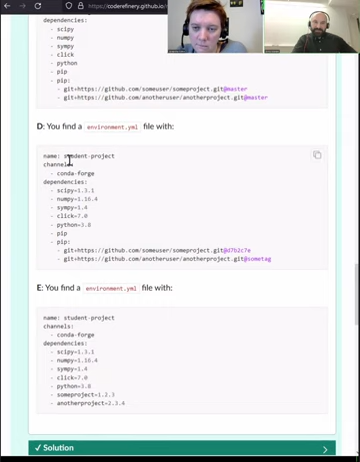 https://coderefinery.github.io/
dependencies:
- scipy
- numpy
- sympy
- click
- python
- pip
- pip:
- git+https://github.com/someuser/someproject.git@master
- git+https://github.com/anotheruser/anotherproject.git@master
D: You find a environment.yml file with:
name: student-project
channels:
- conda-forge
dependencies:
- scipy=1.3.1
- numpy=1.16.4
- sympy=1.4
- click=7.0
- python=3.8
- pip
- pip:
- git+https://github.com/someuser/someproject.git@d7b2c7e
- git+https://github.com/anotheruser/anotherproject.git@sometag
E: You find a environment.yml file with:
name: student-project
channels:
- conda-forge
dependencies:
- scipy=1.3.1
- numpy=1.16.4
- sympy=1.4
- click=7.0
- python=3.8
- someproject=1.2.3
- anotherproject=2.3.4
✓ Solution